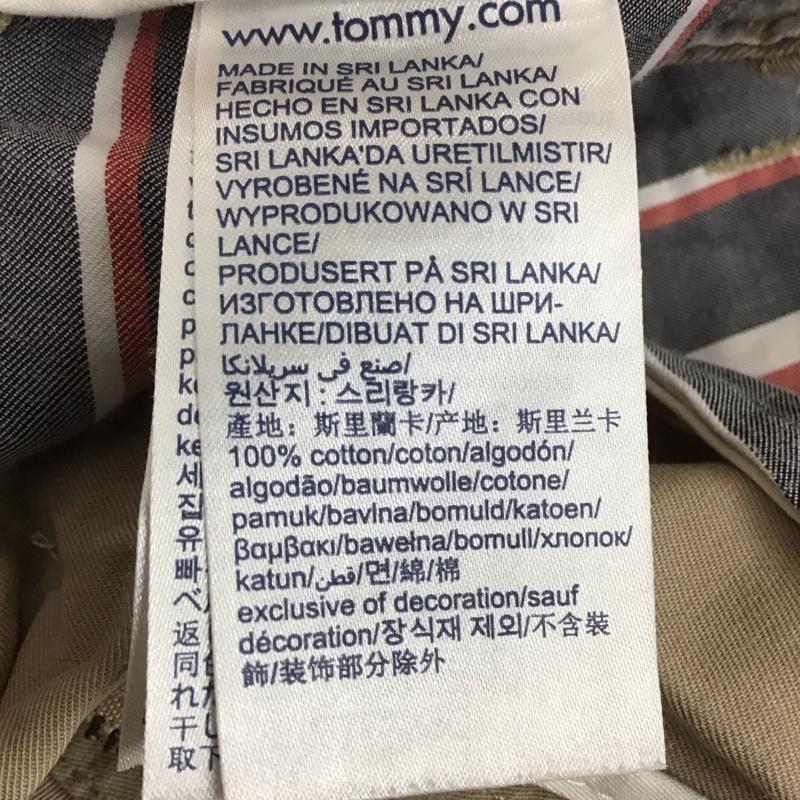 www.tommy.com
MADE IN SRI LANKA/
FABRIQUÉ AU SRI LANKA/
HECHO EN SRI LANKA CON
INSUMOS IMPORTADOS/
SRI LANKA'DA URETILMISTIR/
VYROBENÉ NA SRÍ LANCE/
WYPRODUKOWANO W SRI
LANCE/
PRODUSERT PÅ SRI LANKA/
ИЗГОТОВЛЕНО НА ШРИ-
ЛАНКЕ/DIBUAT DI SRI LANKA/
صنع في سريلانكا/
원산지 : 스리랑카/
產地：斯里蘭卡/产地：斯里兰卡
100% cotton/coton/algodón/
algodão/baumwolle/cotone/
pamuk/bavlna/bomuld/katoen/
βαμβακι/bawełna/bomull/хлопок/
katun/قطن/면/綿/棉
exclusive of decoration/sauf
décoration/장식재 제외/不含裝
飾/装饰部分除外